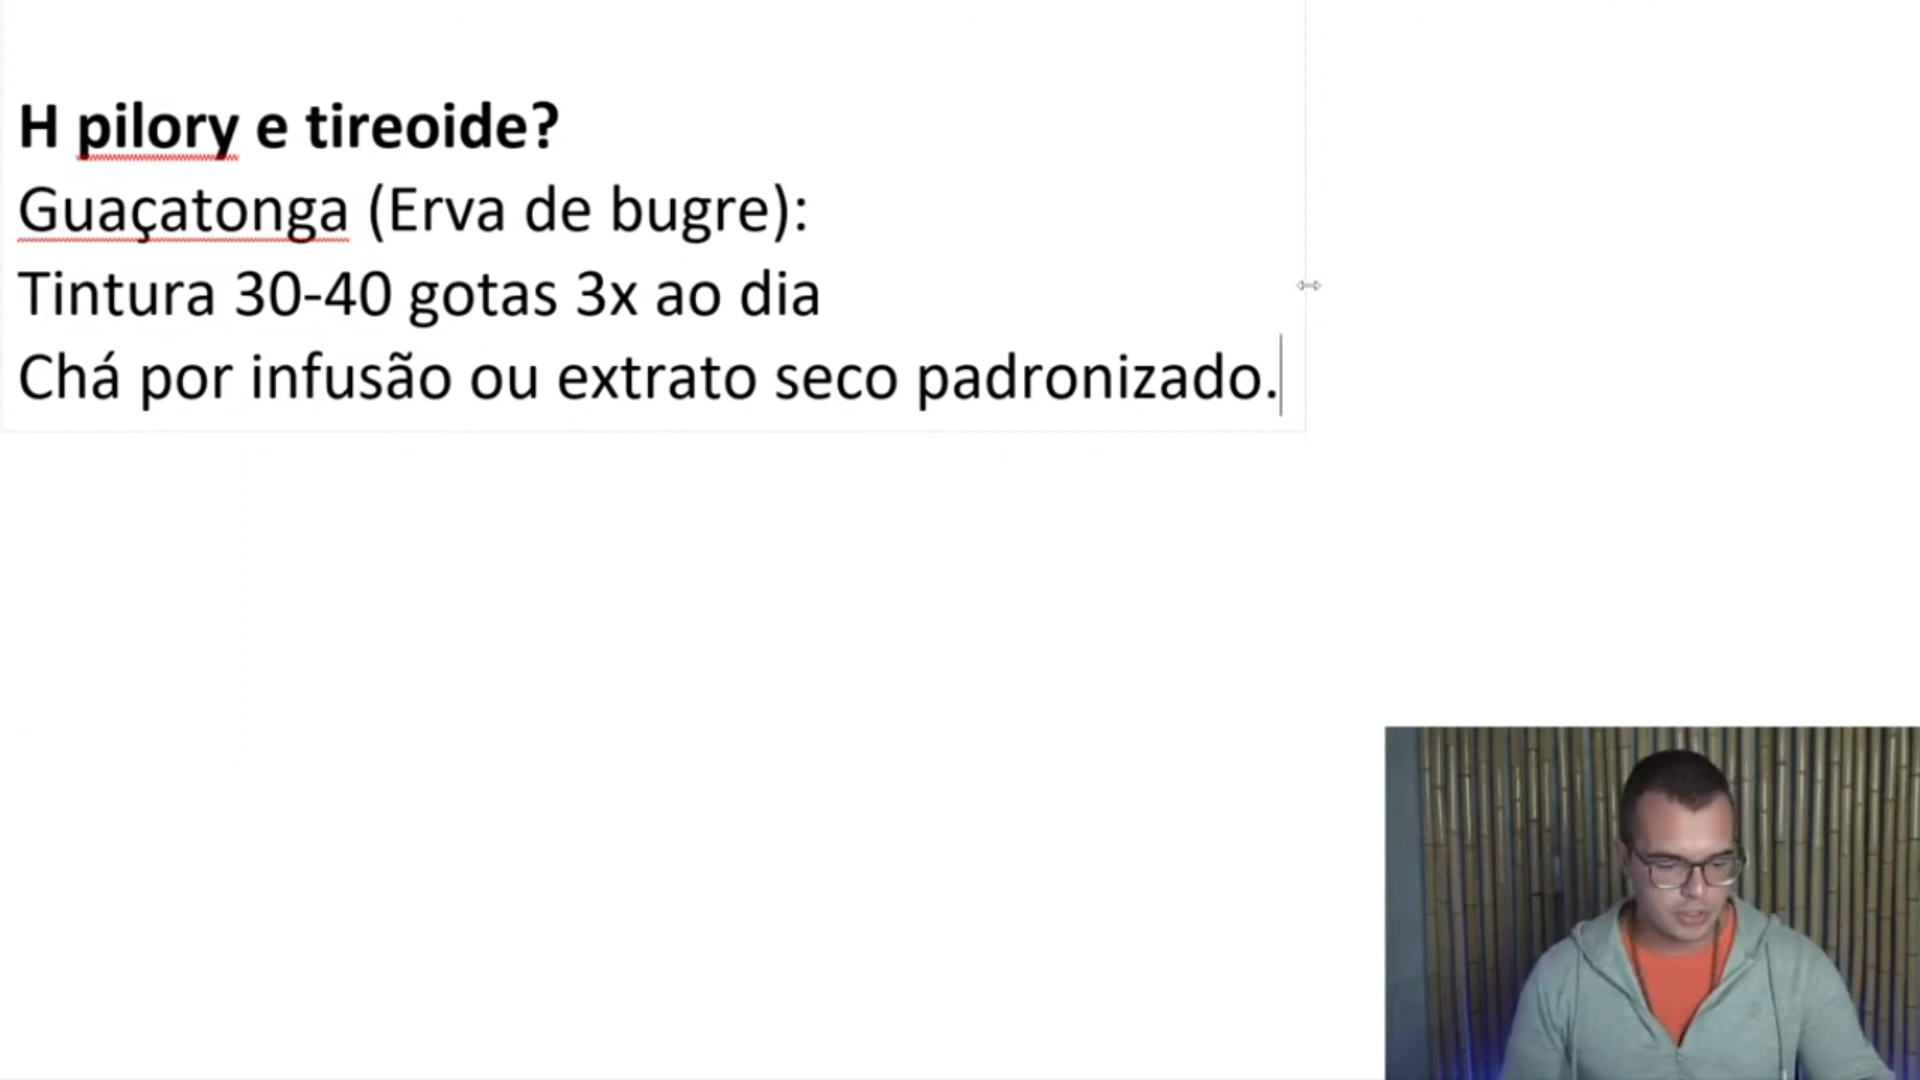 H pilory e tireoide?
Guaçatonga (Erva de bugre):
Tintura 30-40 gotas 3x ao dia
Chá por infusão ou extrato seco padronizado.